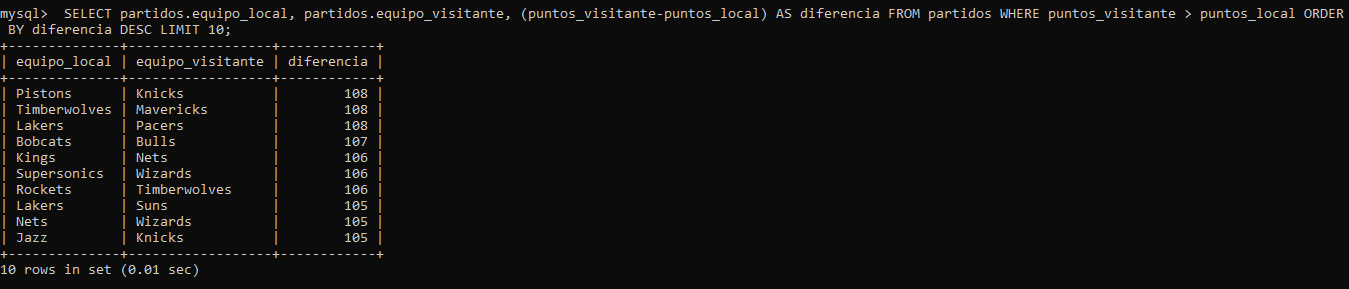 mysql>  SELECT partidos.equipo_local, partidos.equipo_visitante, (puntos_visitante-puntos_local) AS diferencia FROM partidos WHERE puntos_visitante > puntos_local ORDER
 BY diferencia DESC LIMIT 10;
+--------------+------------------+------------+
| equipo_local | equipo_visitante | diferencia |
+--------------+------------------+------------+
| Pistons      | Knicks           |        108 |
| Timberwolves | Mavericks        |        108 |
| Lakers       | Pacers           |        108 |
| Bobcats      | Bulls            |        107 |
| Kings        | Nets             |        106 |
| Supersonics  | Wizards          |        106 |
| Rockets      | Timberwolves     |        106 |
| Lakers       | Suns             |        105 |
| Nets         | Wizards          |        105 |
| Jazz         | Knicks           |        105 |
+--------------+------------------+------------+
10 rows in set (0.01 sec)